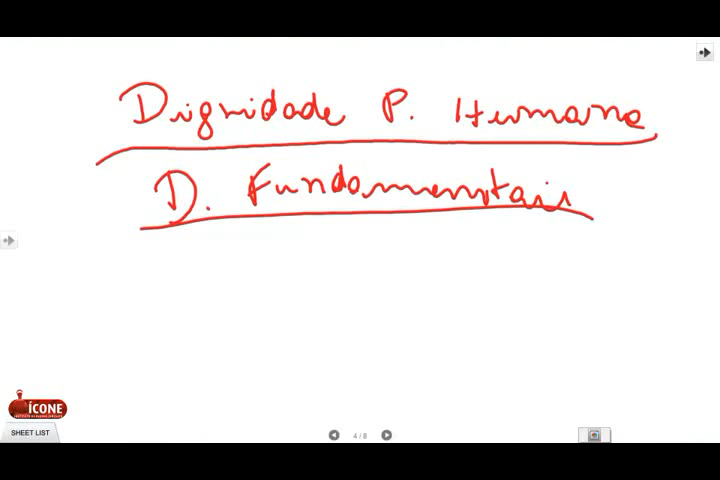 Dignidade P. Humana
D. Fundamentais
ÍCONE
SHEET LIST
4 / 8